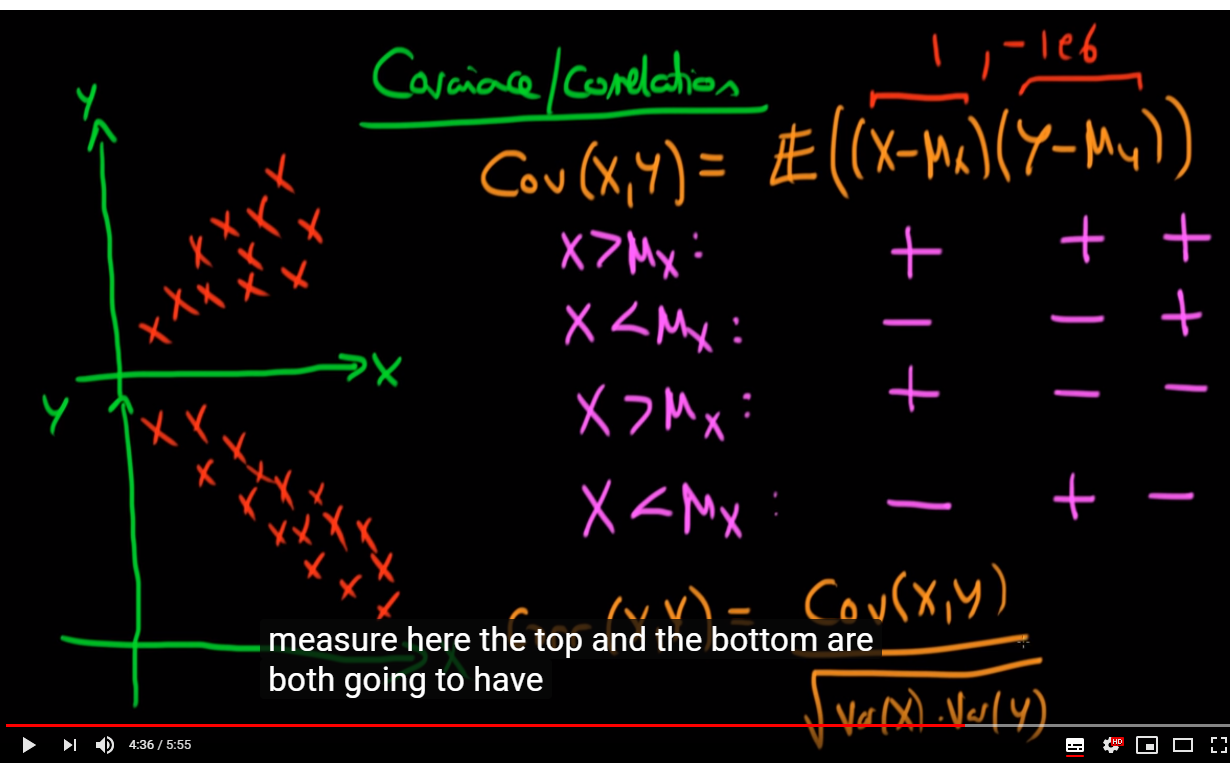 Covariance/Correlation
1 , -1e6
Y
Cov(X,Y) = E((X-μx)(Y-μy))
X > μx : + + +
X < μx : - - +
X
Y
X > μx : + - -
X < μx : - + -
(X,Y) = Cov(X,Y)
√Var(X) · Var(Y)
measure here the top and the bottom are
both going to have
4:36 / 5:55
HD